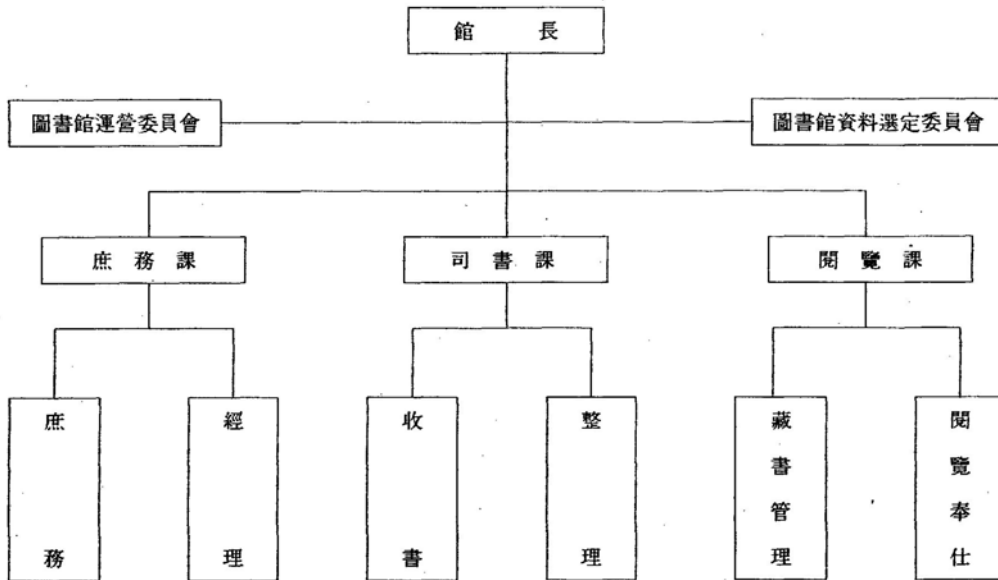 館長
圖書館運營委員會
圖書館資料選定委員會
庶務課
司書課
閱覽課
庶務
經理
收書
整理
藏書管理
閱覽奉仕